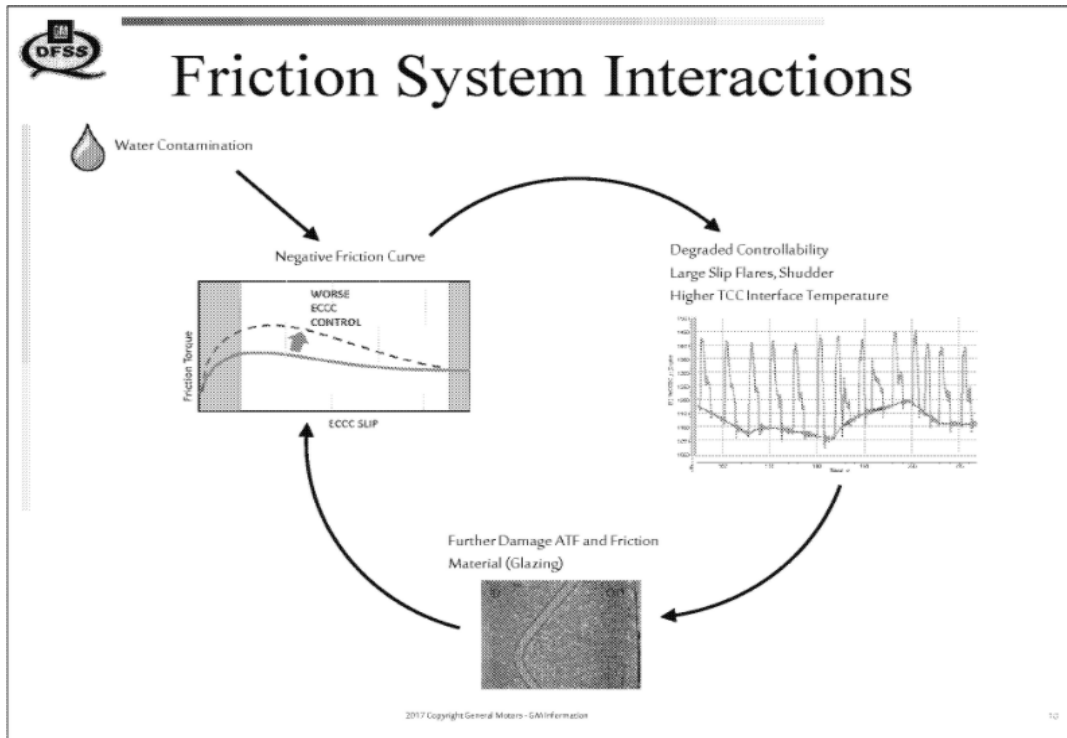 GM
DFSS
Friction System Interactions
Water Contamination
Negative Friction Curve
WORSE
ECCC
CONTROL
Friction Torque
ECCC SLIP
Degraded Controllability
Large Slip Flares, Shudder
Higher TCC Interface Temperature
Further Damage ATF and Friction
Material (Glazing)
2017 Copyright General Motors - GM Information
10